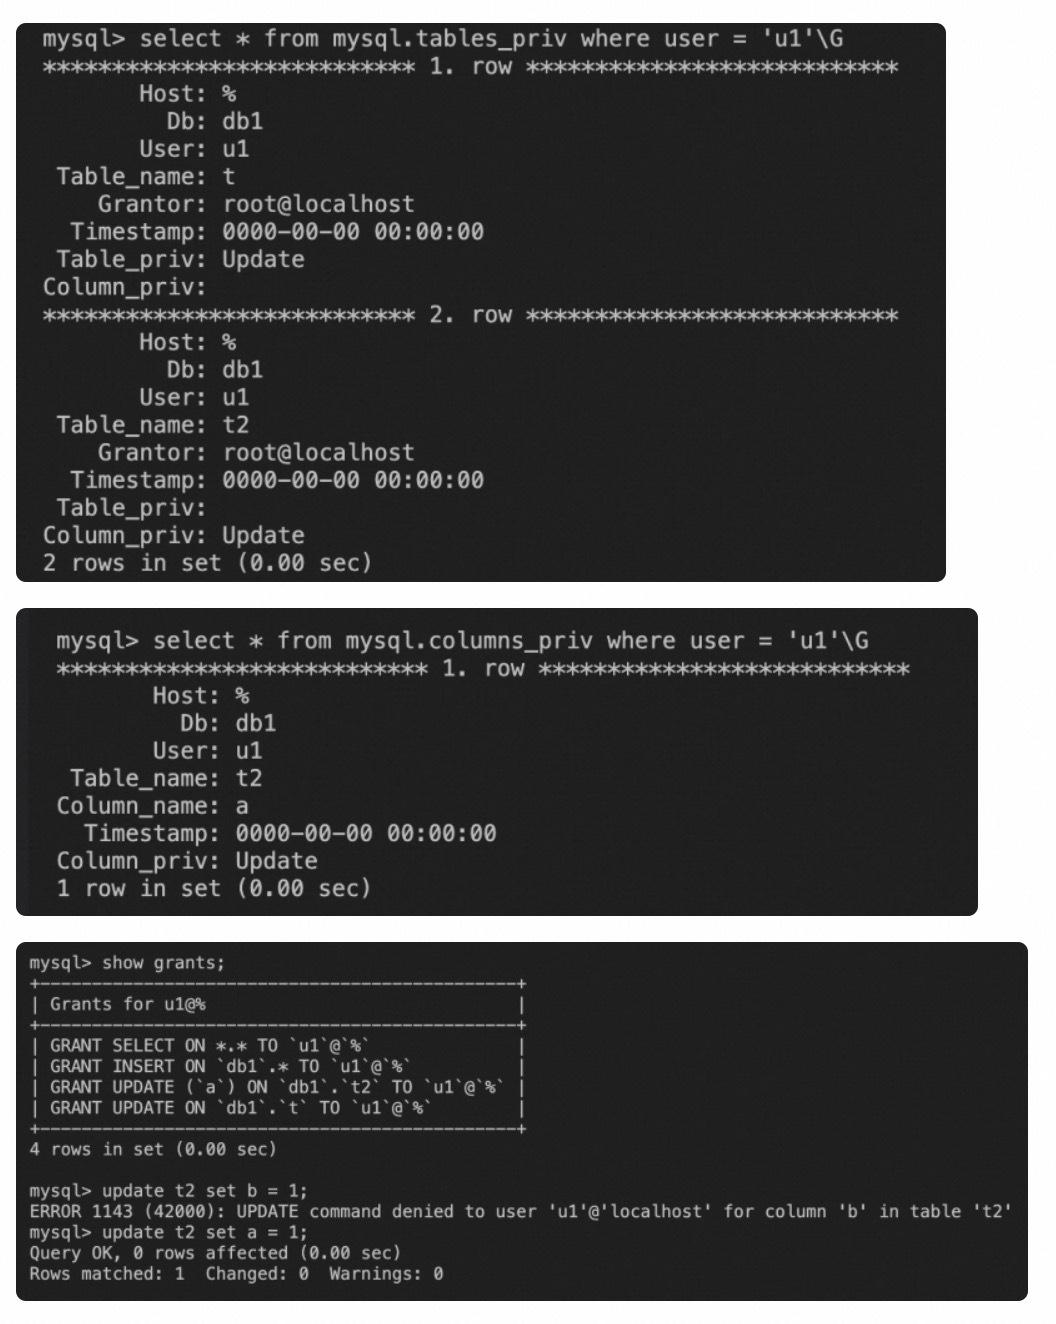 mysql> select * from mysql.tables_priv where user = 'u1'\G
*************************** 1. row ***************************
Host: %
Db: db1
User: u1
Table_name: t
Grantor: root@localhost
Timestamp: 0000-00-00 00:00:00
Table_priv: Update
Column_priv:
*************************** 2. row ***************************
Host: %
Db: db1
User: u1
Table_name: t2
Grantor: root@localhost
Timestamp: 0000-00-00 00:00:00
Table_priv:
Column_priv: Update
2 rows in set (0.00 sec)
mysql> select * from mysql.columns_priv where user = 'u1'\G
*************************** 1. row ***************************
Host: %
Db: db1
User: u1
Table_name: t2
Column_name: a
Timestamp: 0000-00-00 00:00:00
Column_priv: Update
1 row in set (0.00 sec)
mysql> show grants;
+-----------------------------------------------+
| Grants for u1@% |
+-----------------------------------------------+
| GRANT SELECT ON *.* TO `u1`@`%` |
| GRANT INSERT ON `db1`.* TO `u1`@`%` |
| GRANT UPDATE (`a`) ON `db1`.`t2` TO `u1`@`%` |
| GRANT UPDATE ON `db1`.`t` TO `u1`@`%` |
+-----------------------------------------------+
4 rows in set (0.00 sec)
mysql> update t2 set b = 1;
ERROR 1143 (42000): UPDATE command denied to user 'u1'@'localhost' for column 'b' in table 't2'
mysql> update t2 set a = 1;
Query OK, 0 rows affected (0.00 sec)
Rows matched: 1  Changed: 0  Warnings: 0